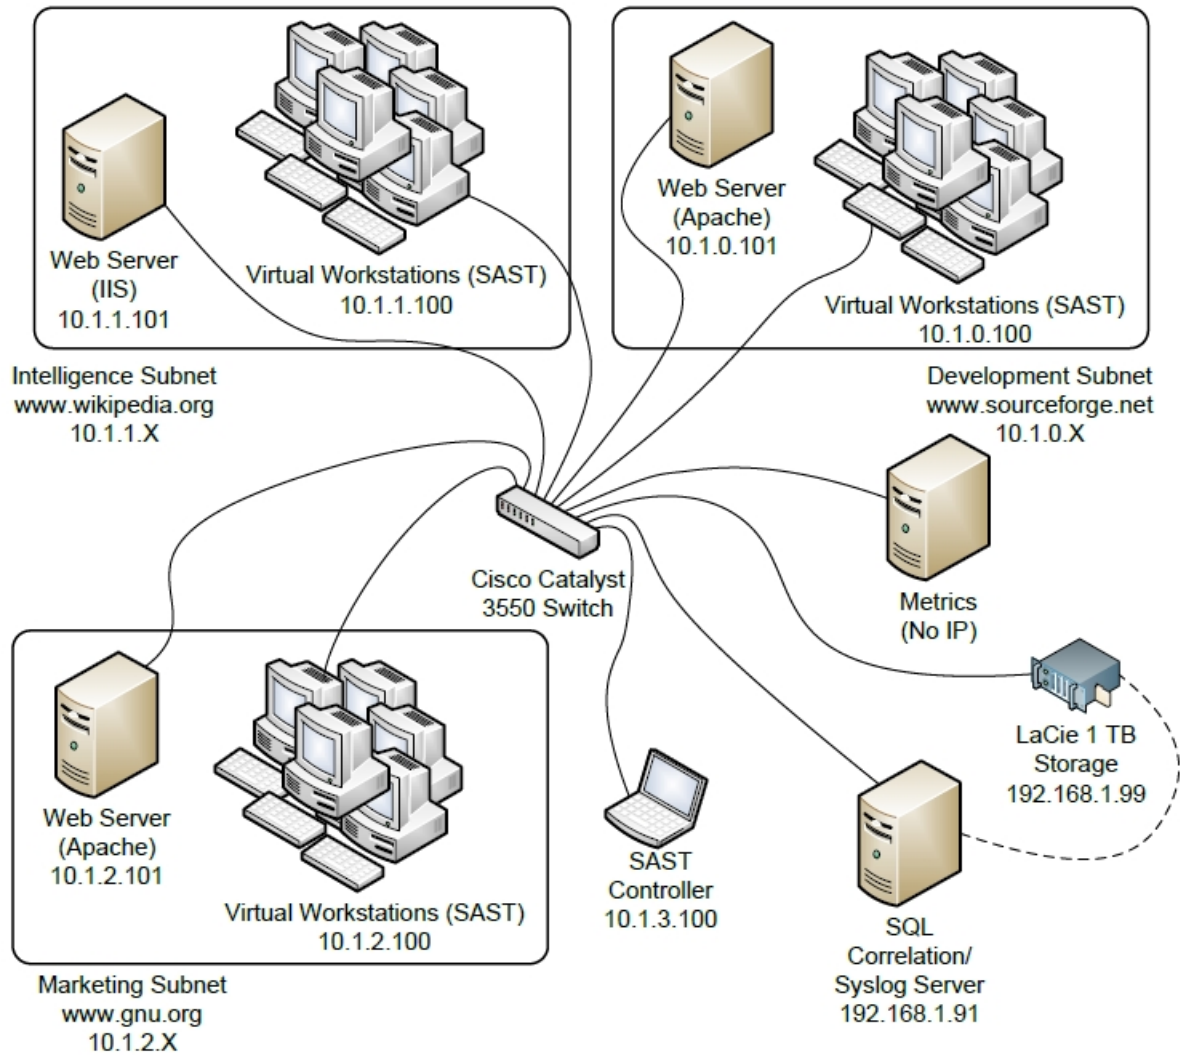 Web Server
(IIS)
10.1.1.101
Virtual Workstations (SAST)
10.1.1.100
Intelligence Subnet
www.wikipedia.org
10.1.1.X
Web Server
(Apache)
10.1.0.101
Virtual Workstations (SAST)
10.1.0.100
Development Subnet
www.sourceforge.net
10.1.0.X
Cisco Catalyst
3550 Switch
Metrics
(No IP)
LaCie 1 TB
Storage
192.168.1.99
Web Server
(Apache)
10.1.2.101
Virtual Workstations (SAST)
10.1.2.100
Marketing Subnet
www.gnu.org
10.1.2.X
SAST
Controller
10.1.3.100
SQL
Correlation/
Syslog Server
192.168.1.91